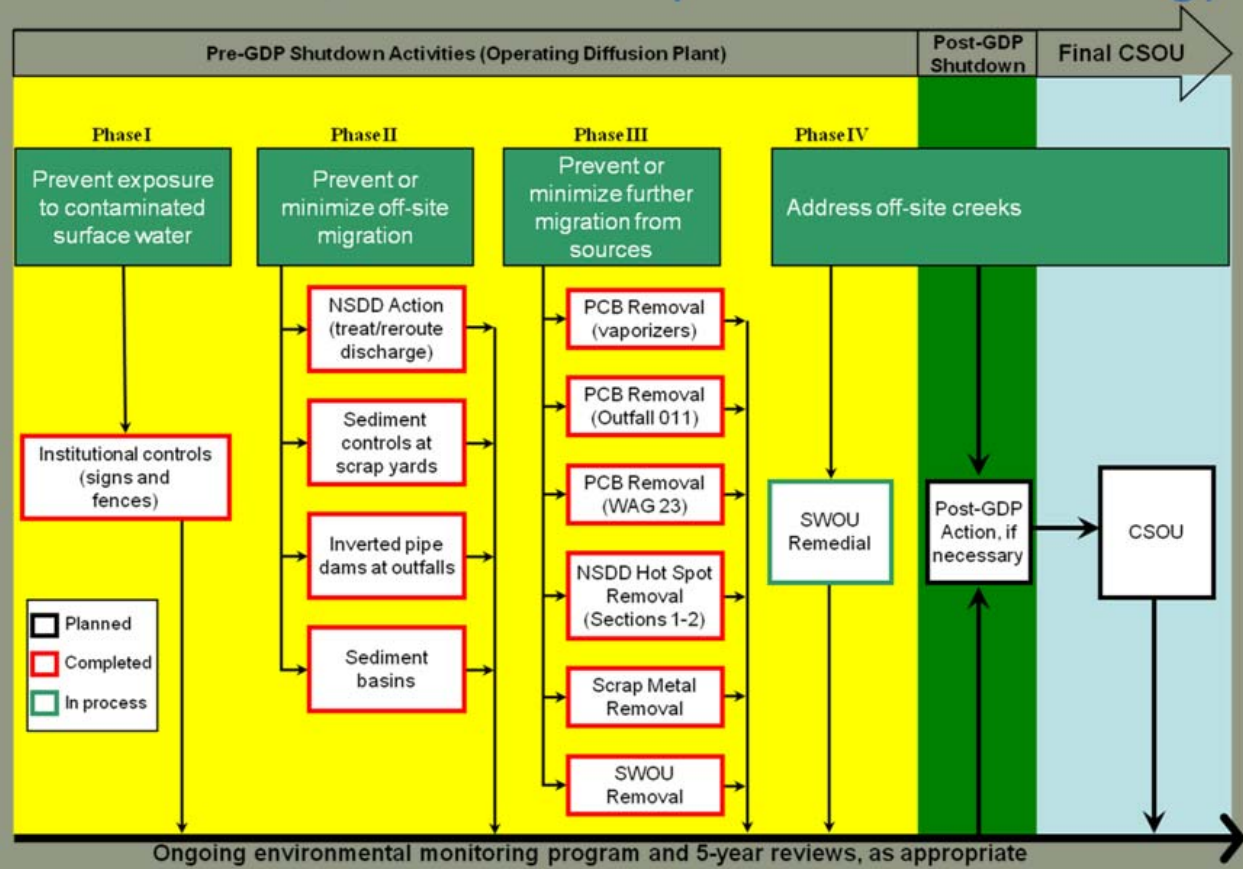 Pre-GDP Shutdown Activities (Operating Diffusion Plant)
Post-GDP
Shutdown
Final CSOU
Phase I
Prevent exposure
to contaminated
surface water
Institutional controls
(signs and
fences)
Phase II
Prevent or
minimize off-site
migration
NSDD Action
(treat/reroute
discharge)
Sediment
controls at
scrap yards
Inverted pipe
dams at outfalls
Sediment
basins
Phase III
Prevent or
minimize further
migration from
sources
PCB Removal
(vaporizers)
PCB Removal
(Outfall 011)
PCB Removal
(WAG 23)
NSDD Hot Spot
Removal
(Sections 1-2)
Scrap Metal
Removal
SWOU
Removal
Phase IV
Address off-site creeks
SWOU
Remedial
Post-GDP
Action, if
necessary
CSOU
Planned
Completed
In process
Ongoing environmental monitoring program and 5-year reviews, as appropriate